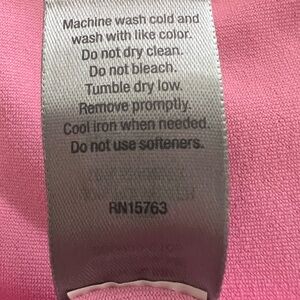 Machine wash cold and
wash with like color.
Do not dry clean.
Do not bleach.
Tumble dry low.
Remove promptly.
Cool iron when needed.
Do not use softeners.
RN15763